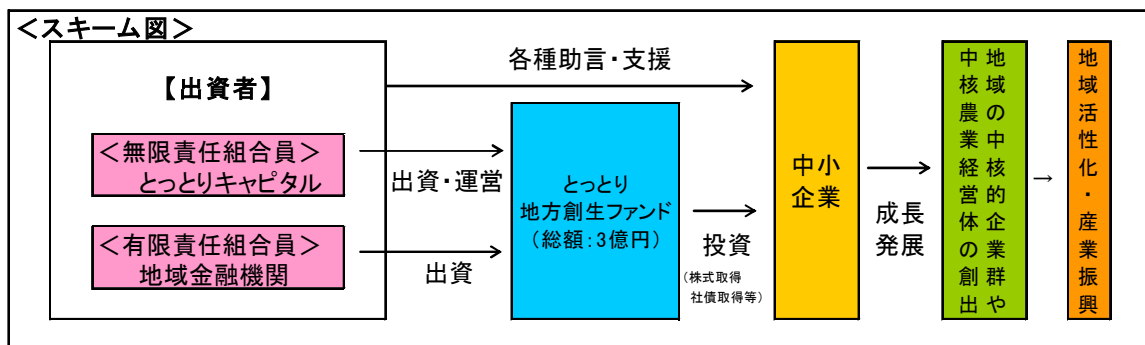 ＜スキーム図＞
【出資者】
＜無限責任組合員＞
とっとりキャピタル
＜有限責任組合員＞
地域金融機関
各種助言・支援
出資・運営
出資
とっとり
地方創生ファンド
（総額：3億円）
投資
（株式取得
社債取得等）
中小
企業
成長
発展
地域の中核的企業群や
中核農業経営体の創出
→
地域活性化・産業振興